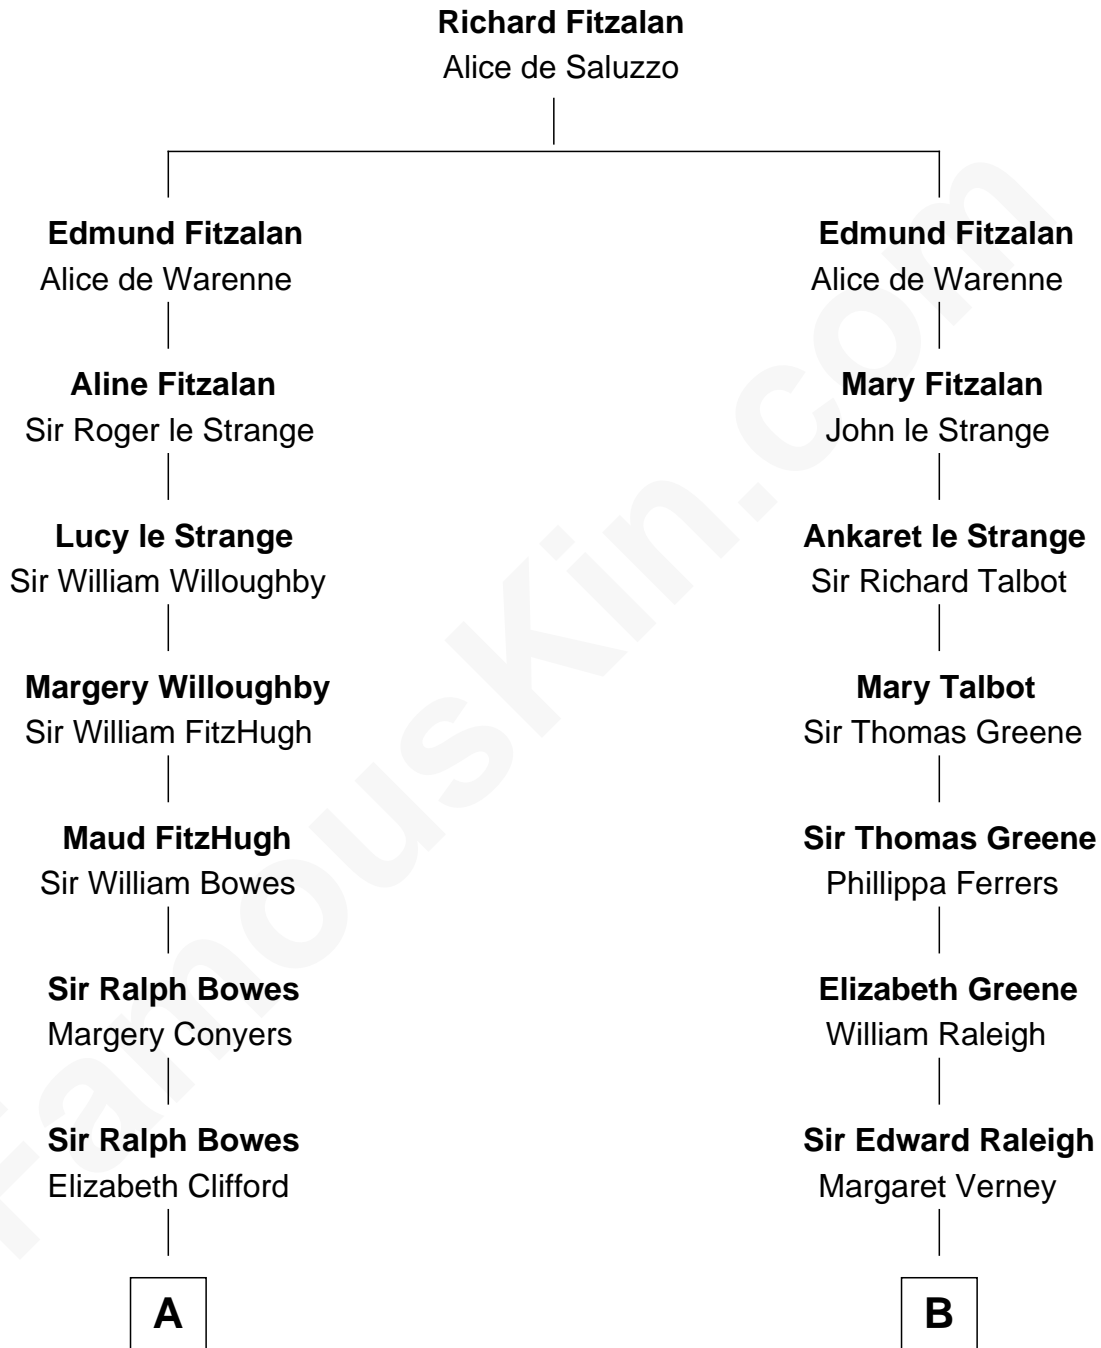 Richard Fitzalan
Alice de Saluzzo
Edmund Fitzalan
Alice de Warenne
Aline Fitzalan
Sir Roger le Strange
Lucy le Strange
Sir William Willoughby
Margery Willoughby
Sir William FitzHugh
Maud FitzHugh
Sir William Bowes
Sir Ralph Bowes
Margery Conyers
Sir Ralph Bowes
Elizabeth Clifford
A
Edmund Fitzalan
Alice de Warenne
Mary Fitzalan
John le Strange
Ankaret le Strange
Sir Richard Talbot
Mary Talbot
Sir Thomas Greene
Sir Thomas Greene
Phillippa Ferrers
Elizabeth Greene
William Raleigh
Sir Edward Raleigh
Margaret Verney
B
FamousKin.com